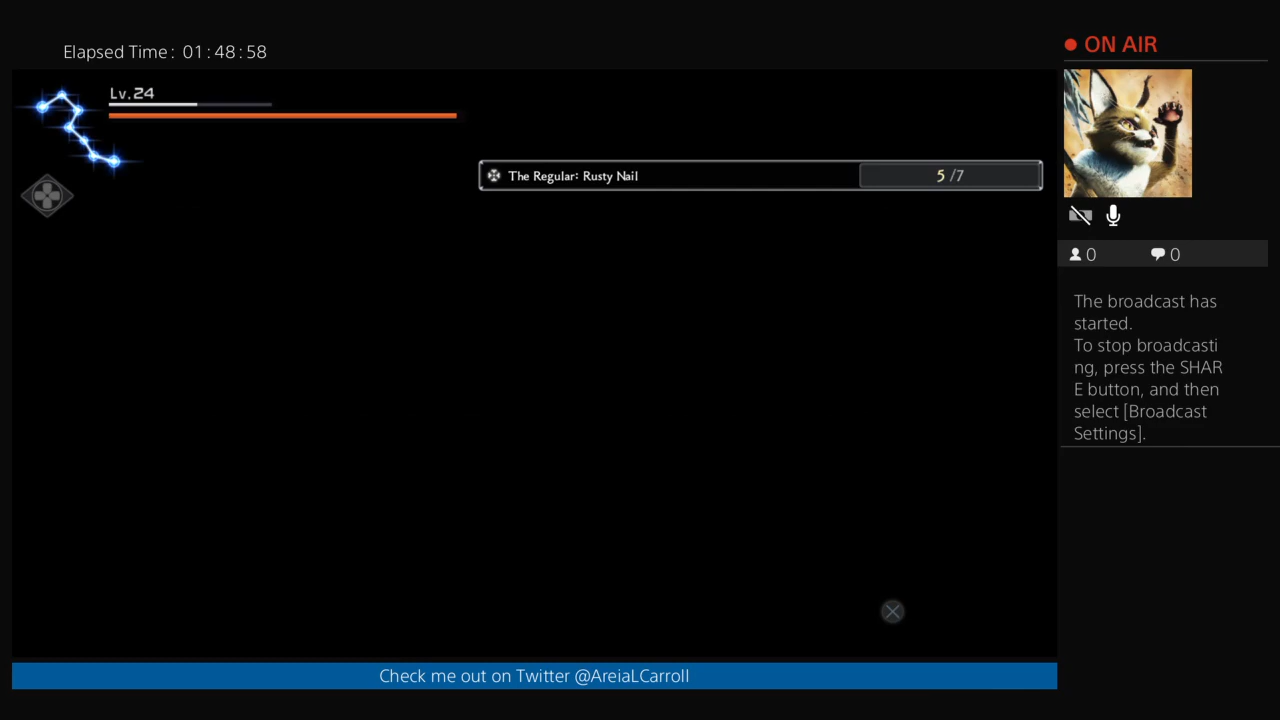 Elapsed Time: 01:48:58
ON AIR
Lv.24
The Regular: Rusty Nail 5 /7
0 0
The broadcast has
started.
To stop broadcasti
ng, press the SHAR
E button, and then
select [Broadcast
Settings].
Check me out on Twitter @AreiaLCarroll